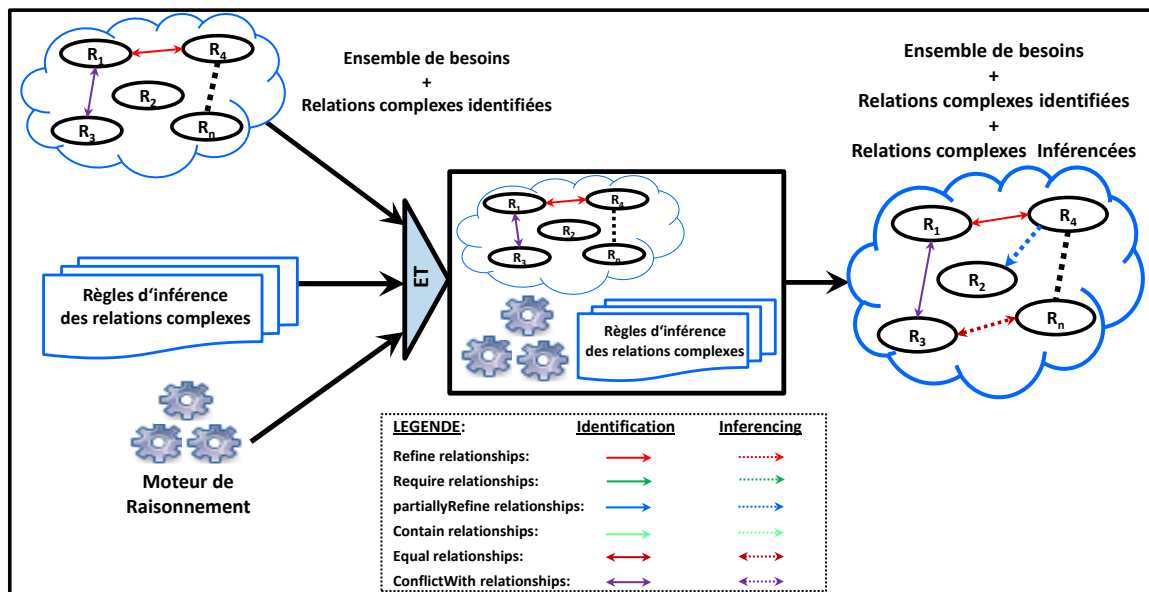 R1
R4
R2
R3
Rn
Ensemble de besoins
+
Relations complexes identifiées
Règles d‘inférence
des relations complexes
Moteur de
Raisonnement
ET
R1
R4
R2
R3
Rn
Règles d‘inférence
des relations complexes
Ensemble de besoins
+
Relations complexes identifiées
+
Relations complexes Inférencées
R1
R4
R2
R3
Rn
LEGENDE: Identification Inferencing
Refine relationships:
Require relationships:
partiallyRefine relationships:
Contain relationships:
Equal relationships:
ConflictWith relationships: